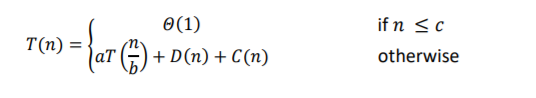 T(n) = { Θ(1) if n ≤ c
aT(n/b) + D(n) + C(n) otherwise